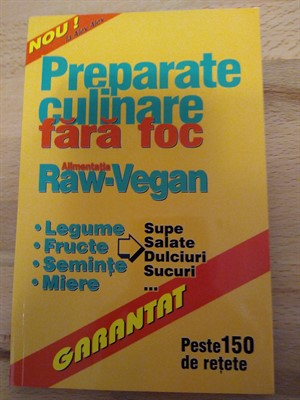 NOU!
Preparate
culinare
fără foc
Alimentația
Raw-Vegan
• Legume
• Fructe
• Semințe
• Miere
Supe
Salate
Dulciuri
Sucuri
...
GARANTAT
Peste 150
de rețete